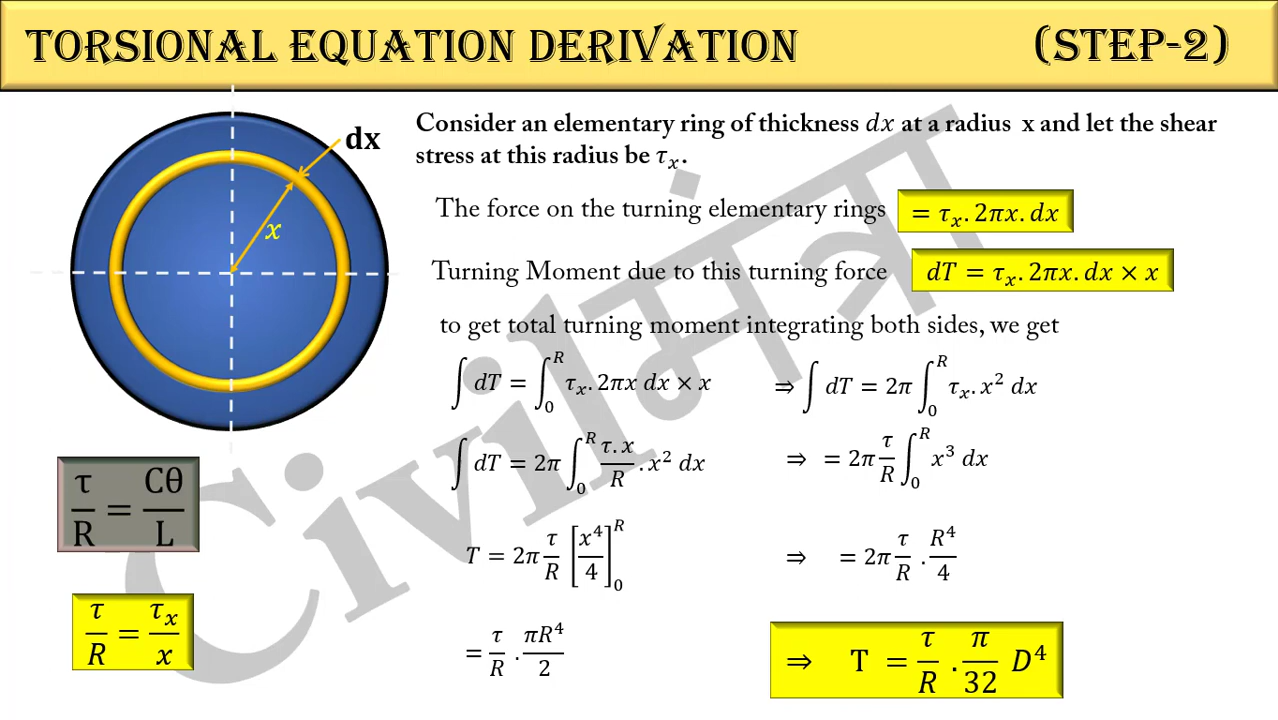 TORSIONAL EQUATION DERIVATION (STEP-2)
dx
x
Consider an elementary ring of thickness dx at a radius x and let the shear
stress at this radius be τₓ.
The force on the turning elementary rings = τₓ. 2πx. dx
Turning Moment due to this turning force dT = τₓ. 2πx. dx × x
to get total turning moment integrating both sides, we get
∫ dT = ∫₀ᴿ τₓ. 2πx dx × x ⇒ ∫ dT = 2π ∫₀ᴿ τₓ. x² dx
∫ dT = 2π ∫₀ᴿ τ.x/R . x² dx ⇒ = 2π τ/R ∫₀ᴿ x³ dx
T = 2π τ/R [x⁴/4]₀ᴿ ⇒ = 2π τ/R . R⁴/4
= τ/R . πR⁴/2 ⇒ T = τ/R . π/32 D⁴
τ/R = Cθ/L
τ/R = τₓ/x
Civilमंत्रा